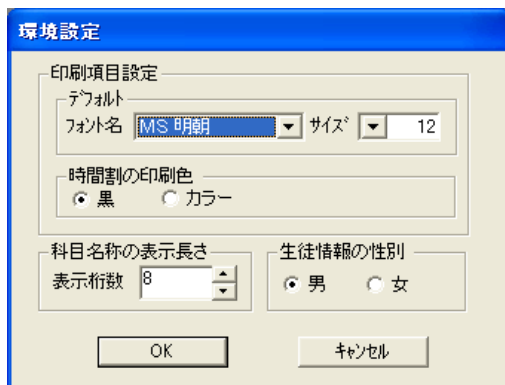 環境設定
印刷項目設定
ﾃﾞﾌｫﾙﾄ
ﾌｫﾝﾄ名 MS 明朝 ｻｲｽﾞ 12
時間割の印刷色
黒 カラー
科目名称の表示長さ
表示桁数 8
生徒情報の性別
男 女
OK ｷｬﾝｾﾙ